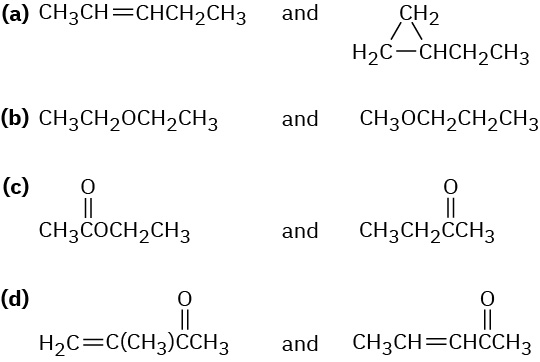 (a) CH₃CH=CHCH₂CH₃ and CH₂
H₂C—CHCH₂CH₃
(b) CH₃CH₂OCH₂CH₃ and CH₃OCH₂CH₂CH₃
(c) O O
CH₃COCH₂CH₃ and CH₃CH₂CCH₃
(d) O O
H₂C=C(CH₃)CCH₃ and CH₃CH=CHCCH₃